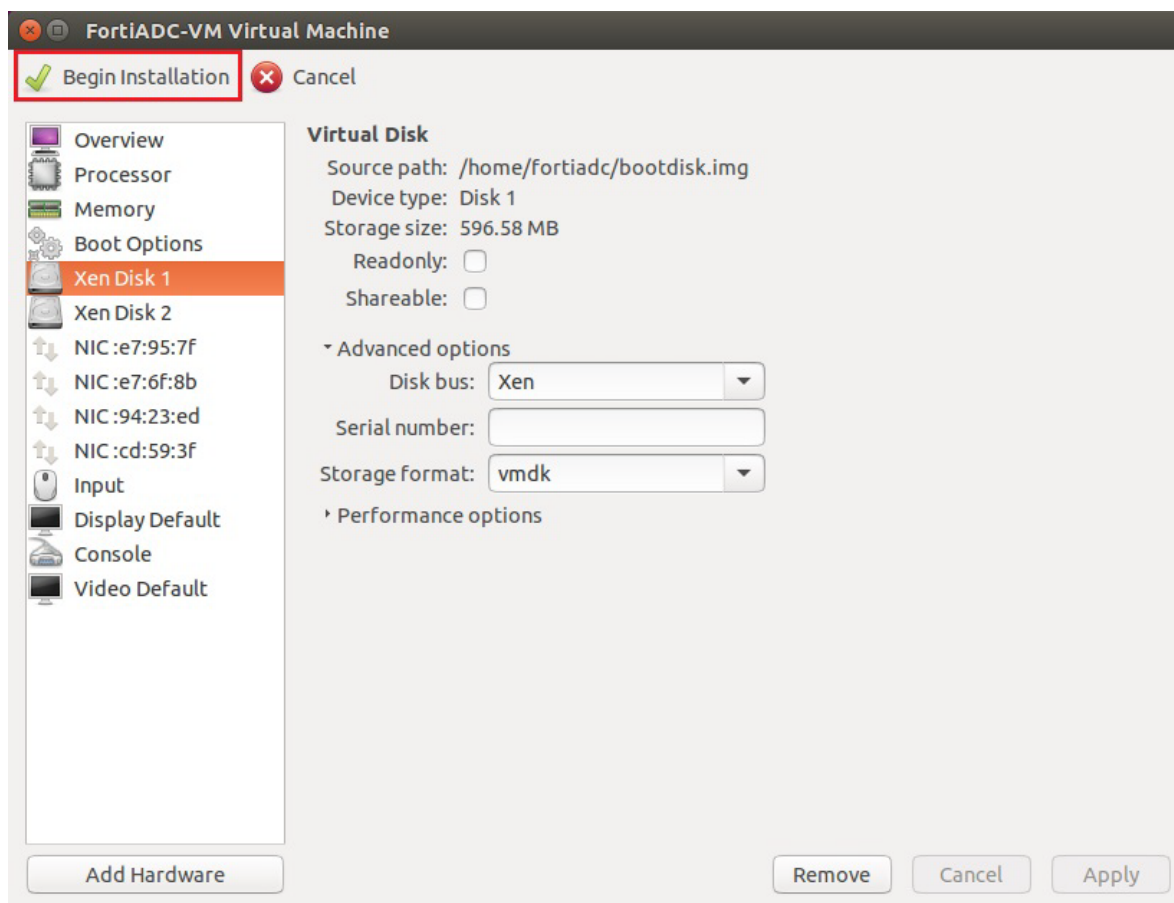 FortiADC-VM Virtual Machine
Begin Installation
Cancel
Overview
Processor
Memory
Boot Options
Xen Disk 1
Xen Disk 2
NIC :e7:95:7f
NIC :e7:6f:8b
NIC :94:23:ed
NIC :cd:59:3f
Input
Display Default
Console
Video Default
Add Hardware
Virtual Disk
Source path: /home/fortiadc/bootdisk.img
Device type: Disk 1
Storage size: 596.58 MB
Readonly:
Shareable:
Advanced options
Disk bus: Xen
Serial number:
Storage format: vmdk
Performance options
Remove
Cancel
Apply